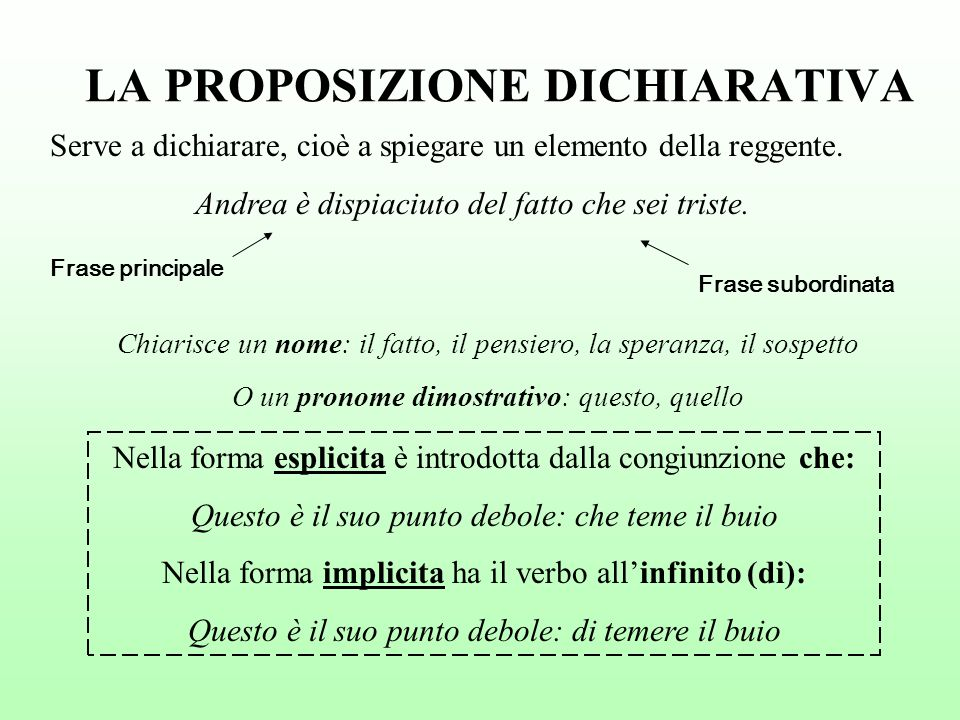 LA PROPOSIZIONE DICHIARATIVA
Serve a dichiarare, cioè a spiegare un elemento della reggente.
Andrea è dispiaciuto del fatto che sei triste.
Frase principale
Frase subordinata
Chiarisce un nome: il fatto, il pensiero, la speranza, il sospetto
O un pronome dimostrativo: questo, quello
Nella forma esplicita è introdotta dalla congiunzione che:
Questo è il suo punto debole: che teme il buio
Nella forma implicita ha il verbo all’infinito (di):
Questo è il suo punto debole: di temere il buio